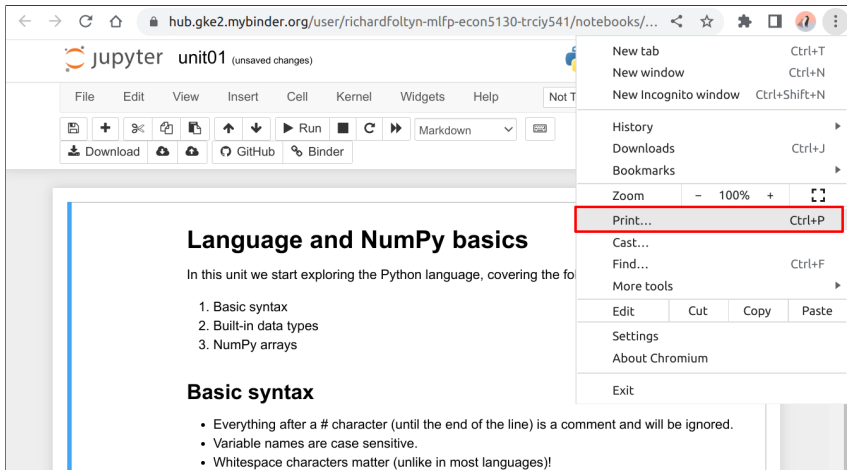 hub.gke2.mybinder.org/user/richardfoltyn-mlfp-econ5130-trciy541/notebooks/...
jupyter unit01 (unsaved changes)
File Edit View Insert Cell Kernel Widgets Help Not T
Run Markdown
Download GitHub Binder
Language and NumPy basics
In this unit we start exploring the Python language, covering the fo
1. Basic syntax
2. Built-in data types
3. NumPy arrays
Basic syntax
• Everything after a # character (until the end of the line) is a comment and will be ignored.
• Variable names are case sensitive.
• Whitespace characters matter (unlike in most languages)!
New tab Ctrl+T
New window Ctrl+N
New Incognito window Ctrl+Shift+N
History
Downloads Ctrl+J
Bookmarks
Zoom - 100% +
Print... Ctrl+P
Cast...
Find... Ctrl+F
More tools
Edit Cut Copy Paste
Settings
About Chromium
Exit